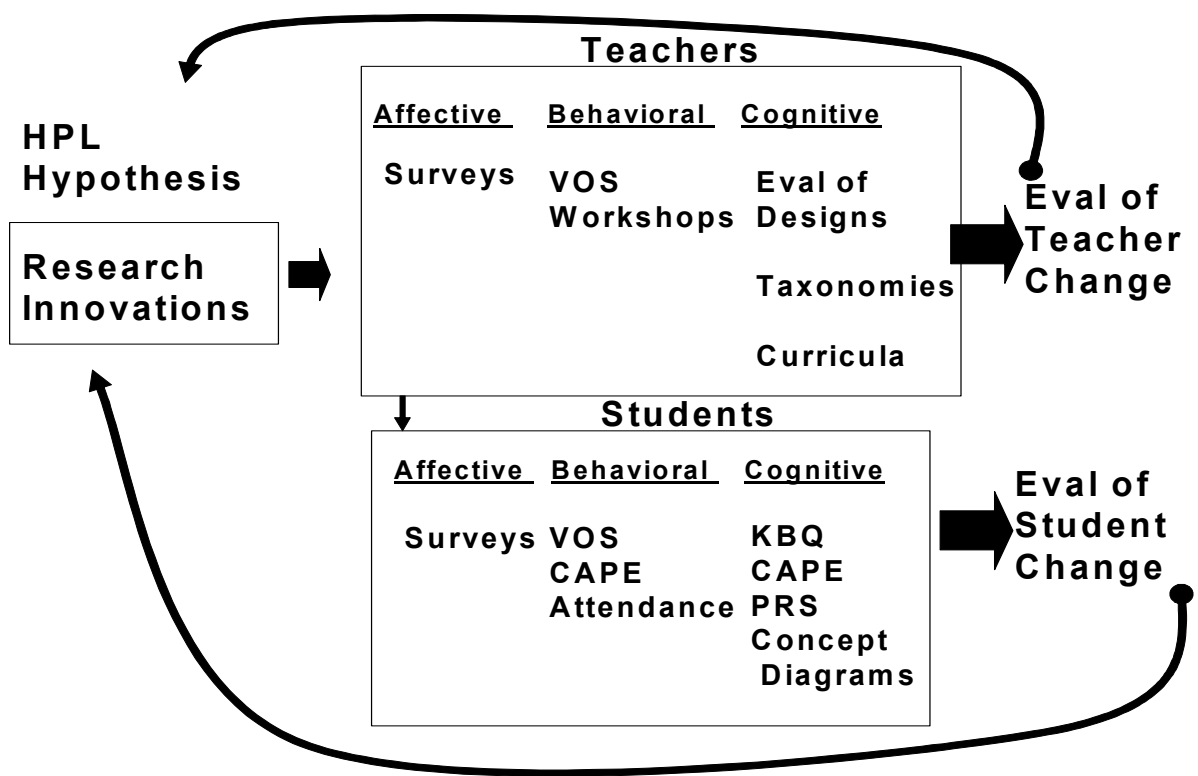 HPL
Hypothesis
Research
Innovations
Teachers
Affective Behavioral Cognitive
Surveys
VOS
Workshops
Eval of
Designs
Taxonomies
Curricula
Eval of
Teacher
Change
Students
Affective Behavioral Cognitive
Surveys
VOS
CAPE
Attendance
KBQ
CAPE
PRS
Concept
Diagrams
Eval of
Student
Change